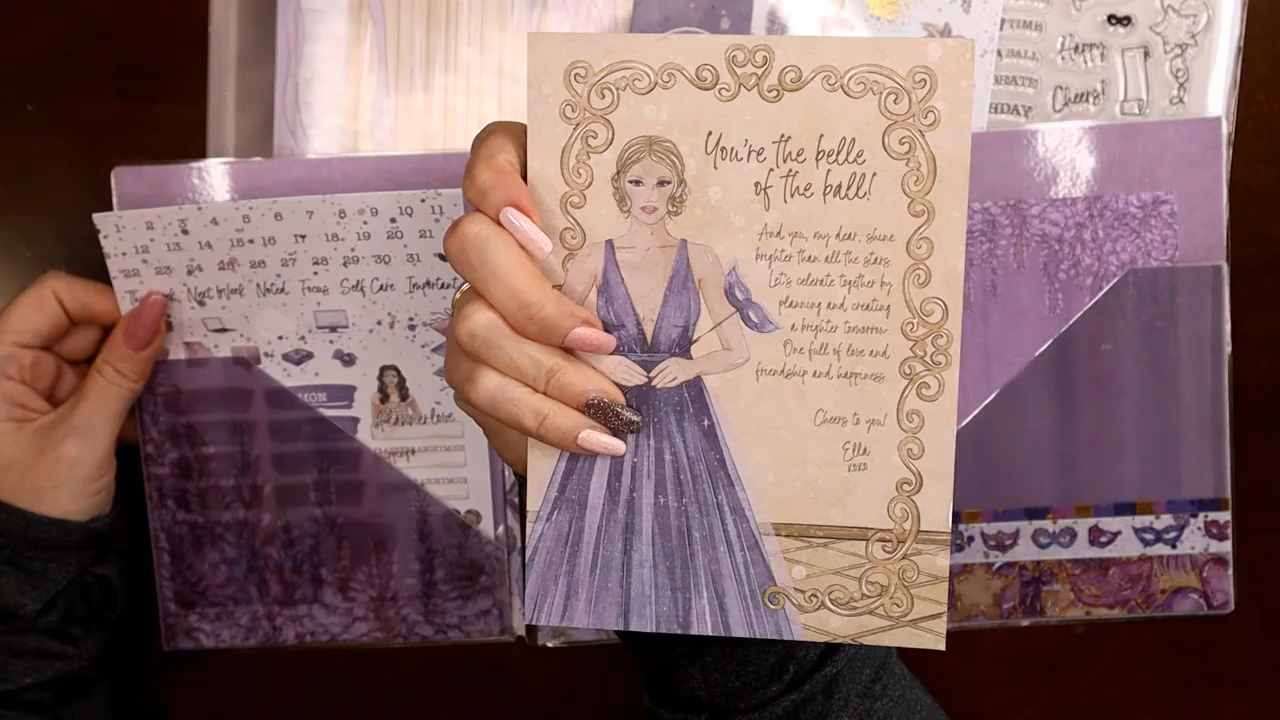 You're the belle
of the ball!
And you, my dear, shine
brighter than all the stars.
Let's celerate together by
planning and creating
a brighter tomorrow.
One full of love and
friendship and happiness.
Cheers to you!
Ella
xoxo
1 2 3 4 5 6 7 8 9 10 11
12 13 14 15 16 17 18 19 20 21
22 23 24 25 26 27 28 29 30 31
Next Week Noted Focus Self Care Important
MON
planner love
Happy
Cheers!